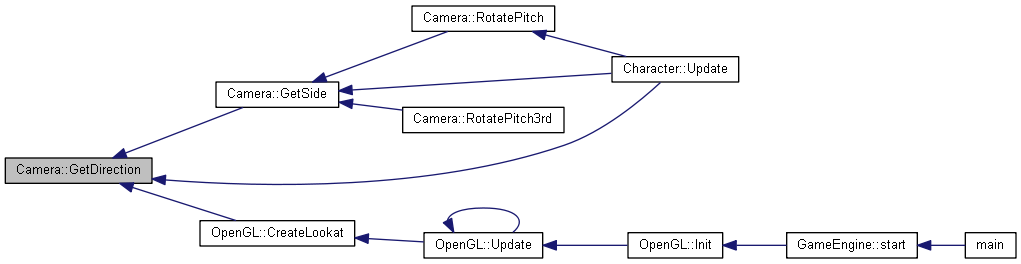 Camera::RotatePitch
Character::Update
Camera::GetSide
Camera::RotatePitch3rd
Camera::GetDirection
OpenGL::CreateLookat
OpenGL::Update
OpenGL::Init
GameEngine::start
main